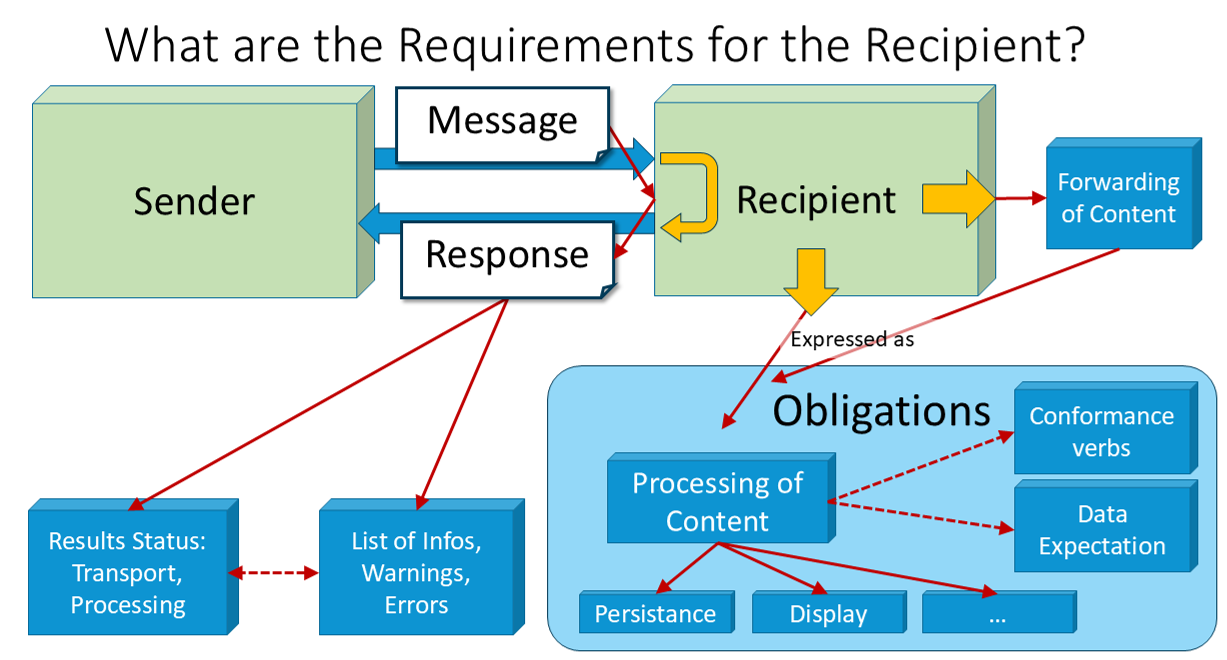 What are the Requirements for the Recipient?
Message
Sender
Recipient
Forwarding
of Content
Response
Expressed as
Obligations
Conformance
verbs
Processing of
Content
Data
Expectation
Results Status:
Transport,
Processing
List of Infos,
Warnings,
Errors
Persistance
Display
...